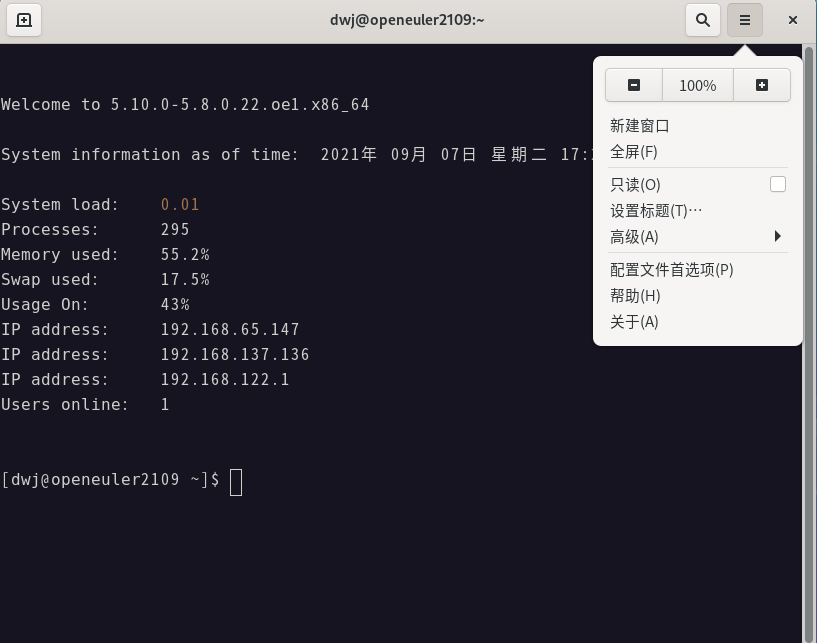 dwj@openeuler2109:~
100%
新建窗口
全屏(F)
只读(O)
设置标题(T)…
高级(A)
配置文件首选项(P)
帮助(H)
关于(A)
Welcome to 5.10.0-5.8.0.22.oe1.x86_64
System information as of time:  2021年 09月 07日 星期二 17:
System load:    0.01
Processes:      295
Memory used:    55.2%
Swap used:      17.5%
Usage On:       43%
IP address:     192.168.65.147
IP address:     192.168.137.136
IP address:     192.168.122.1
Users online:   1
[dwj@openeuler2109 ~]$